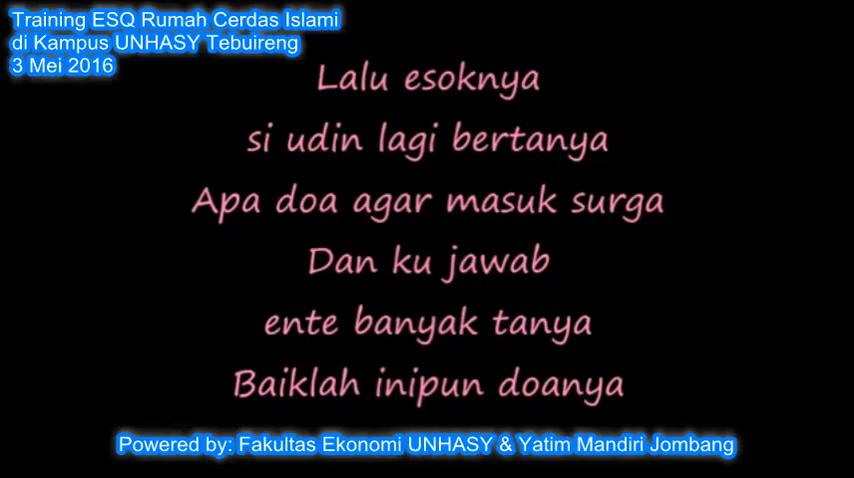 Training ESQ Rumah Cerdas Islami
di Kampus UNHASY Tebuireng
3 Mei 2016
Lalu esoknya
si udin lagi bertanya
Apa doa agar masuk surga
Dan ku jawab
ente banyak tanya
Baiklah inipun doanya
Powered by: Fakultas Ekonomi UNHASY & Yatim Mandiri Jombang